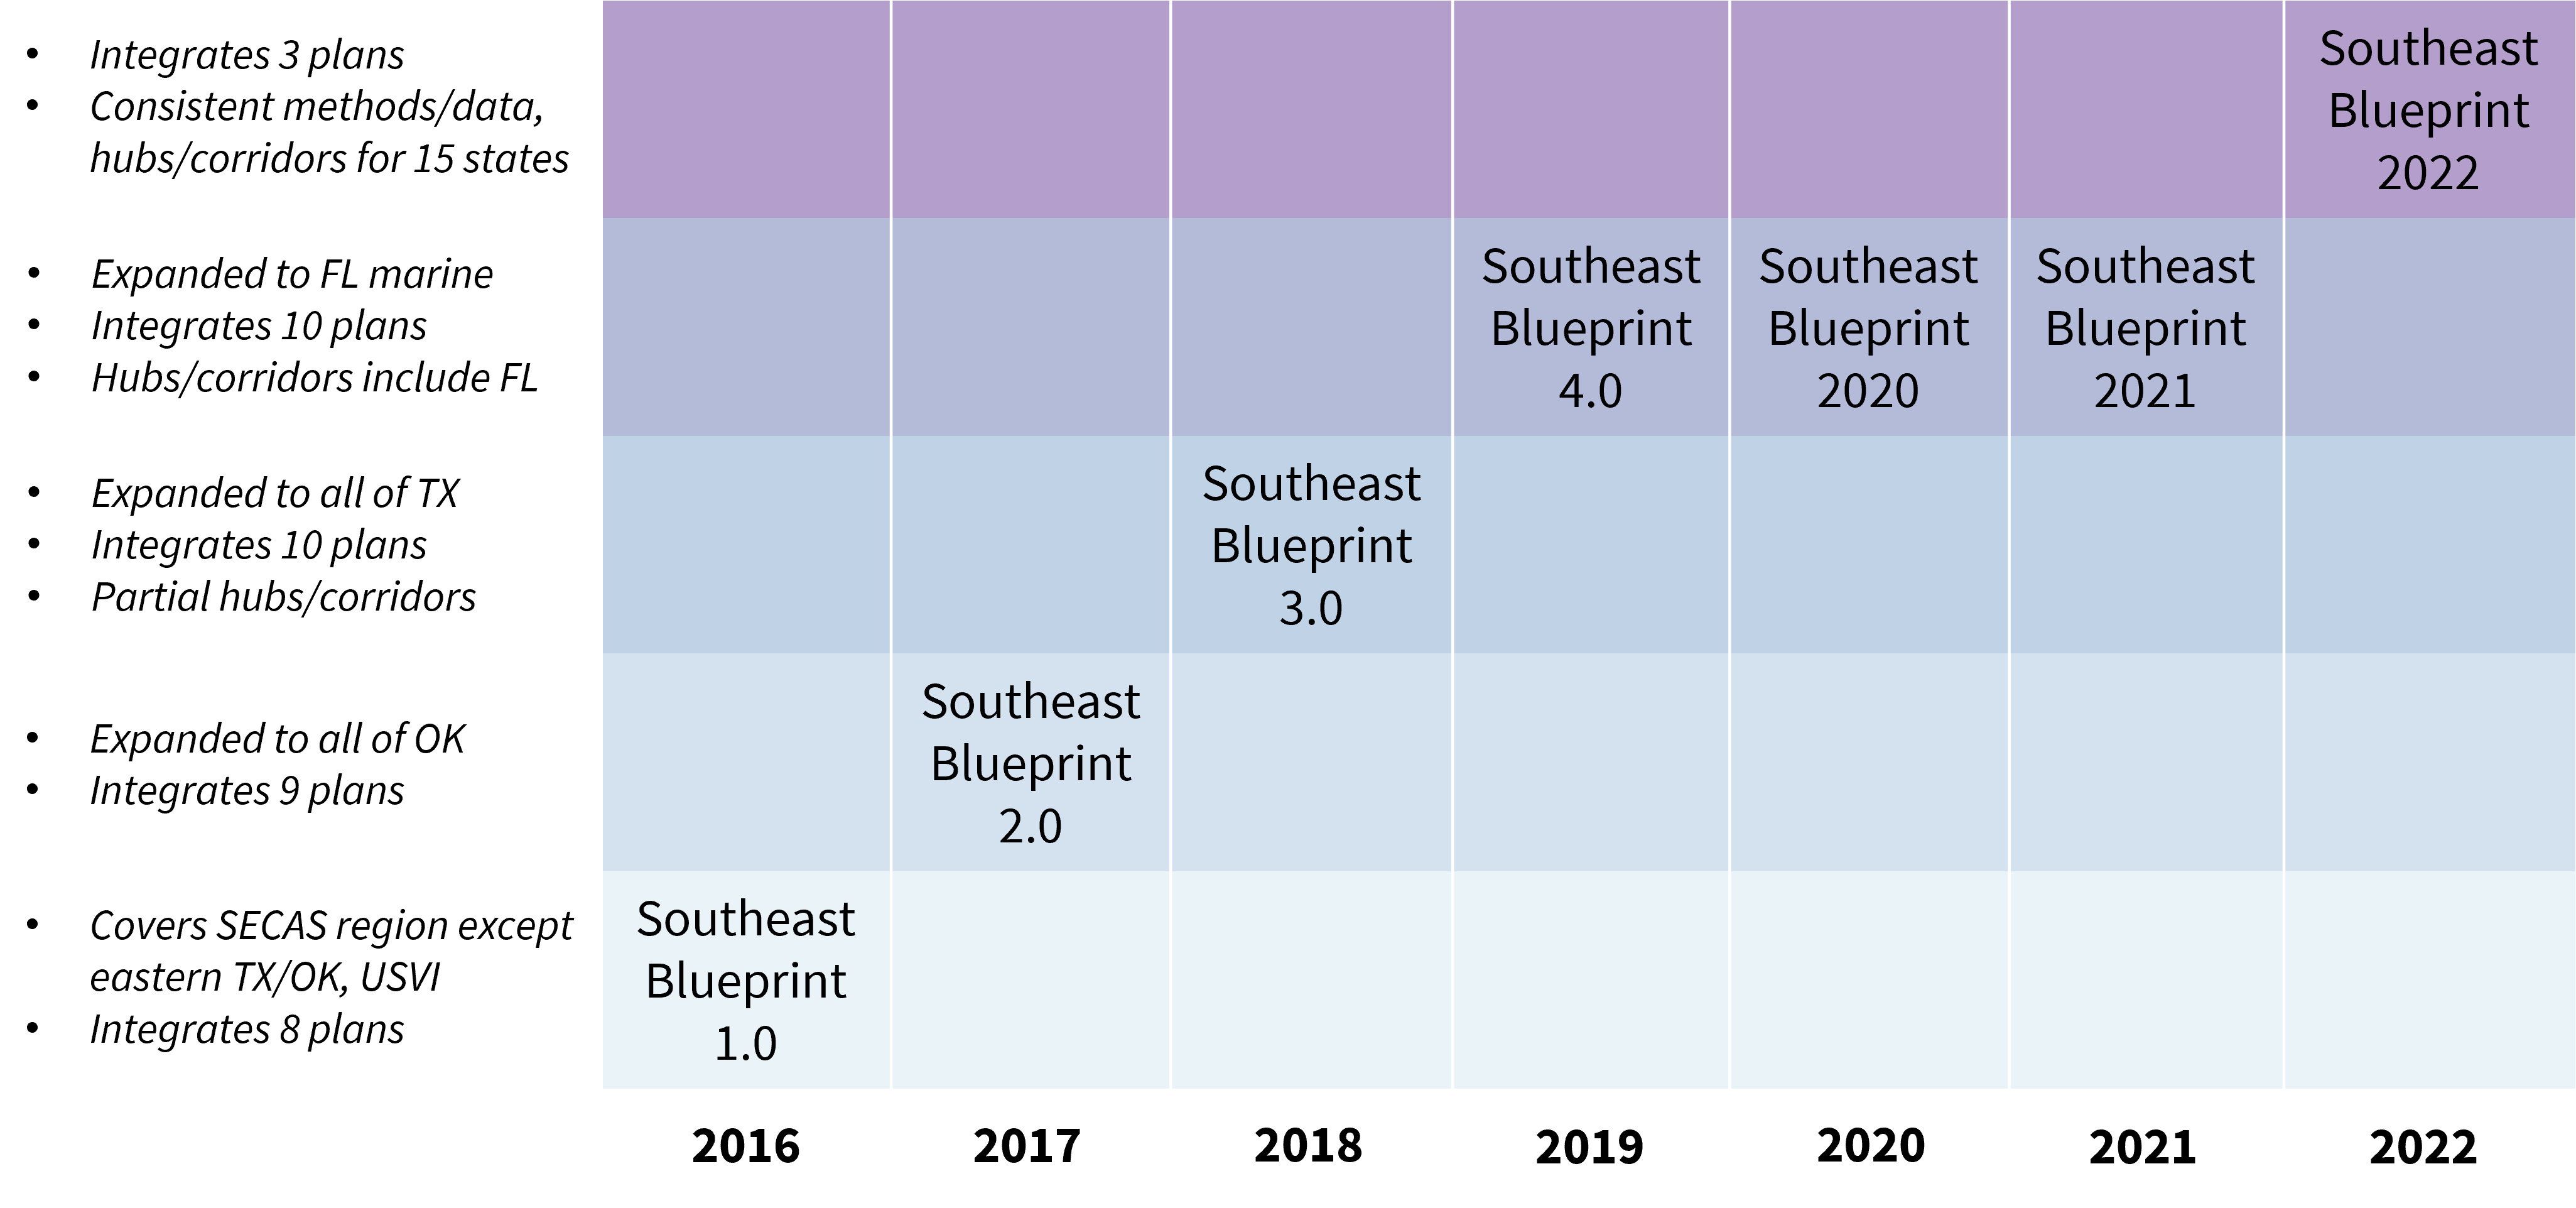 • Integrates 3 plans
• Consistent methods/data,
hubs/corridors for 15 states
Southeast
Blueprint
2022
• Expanded to FL marine
• Integrates 10 plans
• Hubs/corridors include FL
Southeast
Blueprint
4.0
Southeast
Blueprint
2020
Southeast
Blueprint
2021
• Expanded to all of TX
• Integrates 10 plans
• Partial hubs/corridors
Southeast
Blueprint
3.0
• Expanded to all of OK
• Integrates 9 plans
Southeast
Blueprint
2.0
• Covers SECAS region except
eastern TX/OK, USVI
• Integrates 8 plans
Southeast
Blueprint
1.0
2016 2017 2018 2019 2020 2021 2022